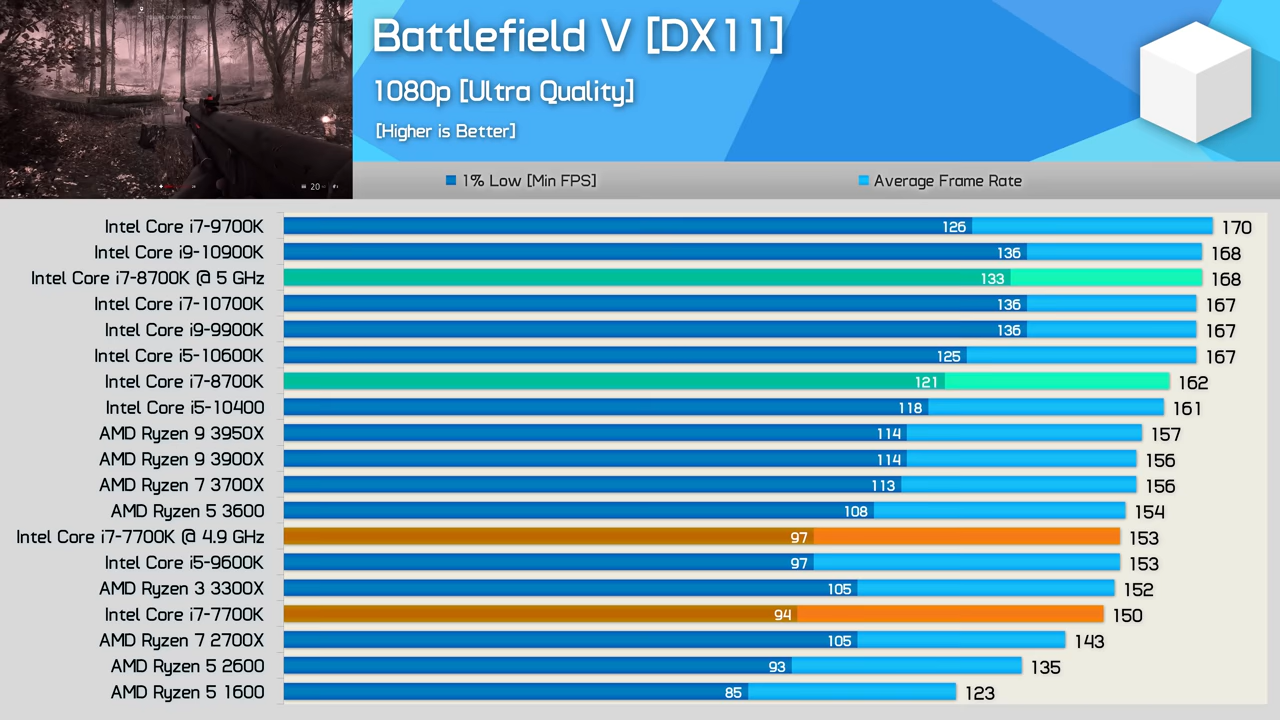 Battlefield V [DX11]
1080p [Ultra Quality]
[Higher is Better]
1% Low [Min FPS] Average Frame Rate
20
Intel Core i7-9700K 126 170
Intel Core i9-10900K 136 168
Intel Core i7-8700K @ 5 GHz 133 168
Intel Core i7-10700K 136 167
Intel Core i9-9900K 136 167
Intel Core i5-10600K 125 167
Intel Core i7-8700K 121 162
Intel Core i5-10400 118 161
AMD Ryzen 9 3950X 114 157
AMD Ryzen 9 3900X 114 156
AMD Ryzen 7 3700X 113 156
AMD Ryzen 5 3600 108 154
Intel Core i7-7700K @ 4.9 GHz 97 153
Intel Core i5-9600K 97 153
AMD Ryzen 3 3300X 105 152
Intel Core i7-7700K 94 150
AMD Ryzen 7 2700X 105 143
AMD Ryzen 5 2600 93 135
AMD Ryzen 5 1600 85 123